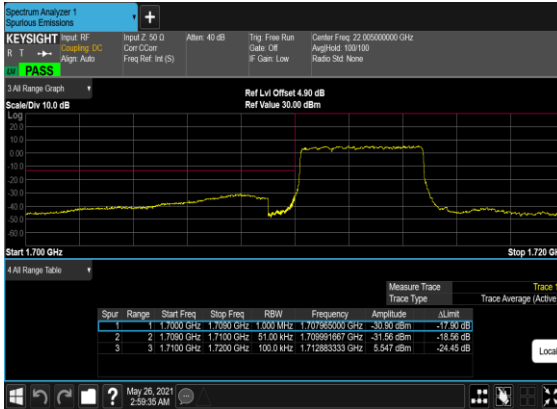 Spectrum Analyzer 1
Spurious Emissions
+
KEYSIGHT Input: RF Input Z: 50 Ω Atten: 40 dB Trig: Free Run Center Freq: 22.005000000 GHz
R T Coupling: DC Corr CCorr Gate: Off Avg|Hold: 100/100
Align: Auto Freq Ref: Int (S) IF Gain: Low Radio Std: None
PASS
3 All Range Graph
Ref Lvl Offset 4.90 dB
Scale/Div 10.0 dB Ref Value 30.00 dBm
Log
20.0
10.0
0.00
-10.0
-20.0
-30.0
-40.0
-50.0
-60.0
Start 1.700 GHz Stop 1.720 GH
4 All Range Table
Measure Trace Trace 1
Trace Type Trace Average (Active
Spur Range Start Freq Stop Freq RBW Frequency Amplitude ΔLimit
1 1 1.7000 GHz 1.7090 GHz 1.000 MHz 1.707965000 GHz -30.90 dBm -17.90 dB
2 2 1.7090 GHz 1.7100 GHz 51.00 kHz 1.709991667 GHz -31.56 dBm -18.56 dB
3 3 1.7100 GHz 1.7200 GHz 100.0 kHz 1.712883333 GHz 5.547 dBm -24.45 dB
Local
?
May 26, 2021
2:59:35 AM